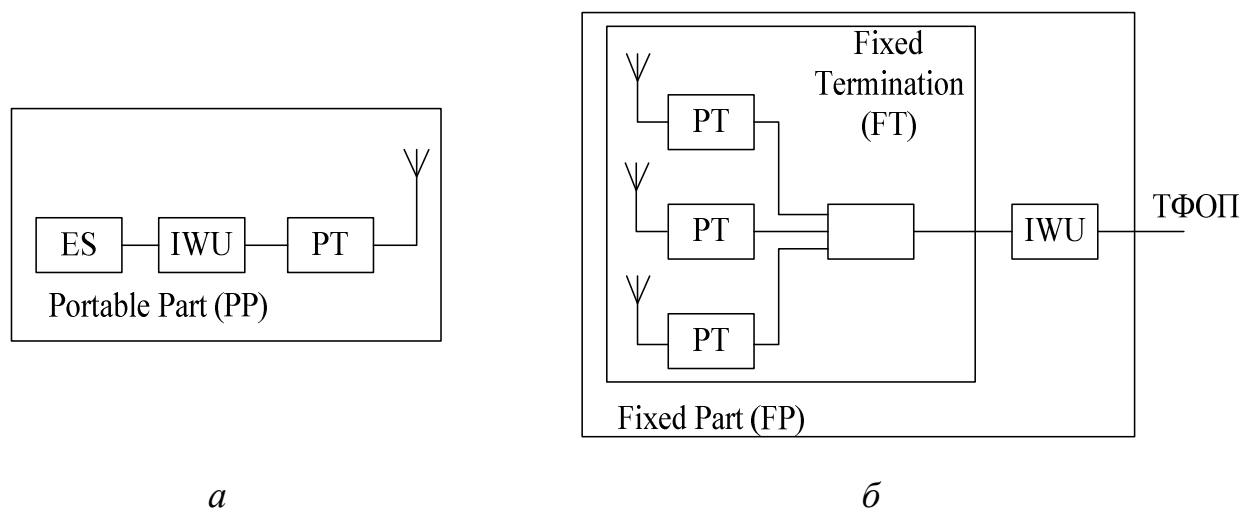 ES
IWU
PT
Portable Part (PP)
а
Fixed
Termination
(FT)
PT
PT
PT
IWU
ТФОП
Fixed Part (FP)
б